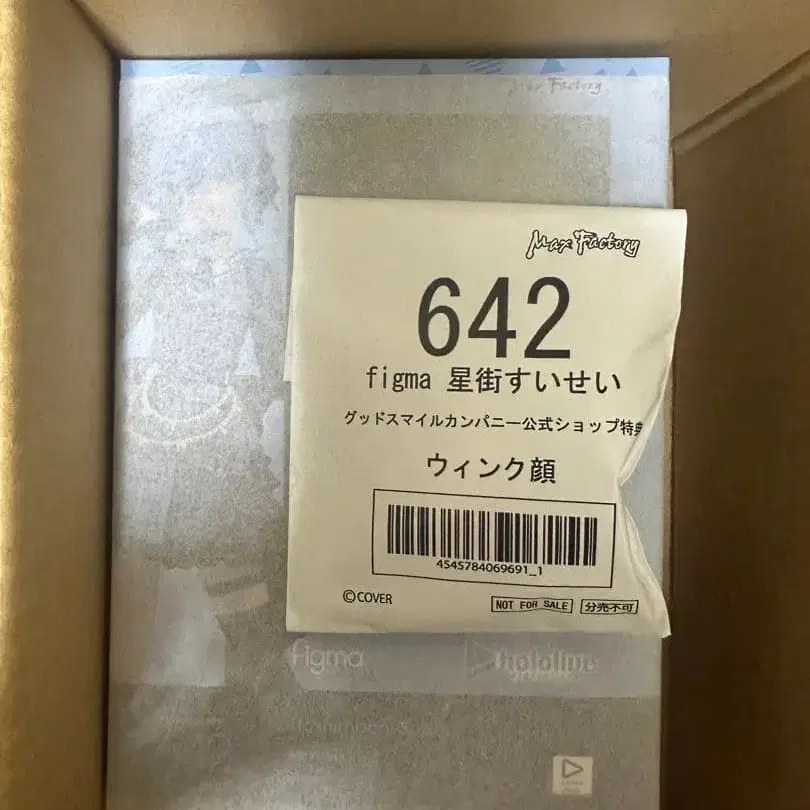 Max Factory
Max Factory
642
figma 星街すいせい
グッドスマイルカンパニー公式ショップ特典
ウィンク顔
4545784069691_1
©COVER
NOT FOR SALE
分売不可
figma
hololive